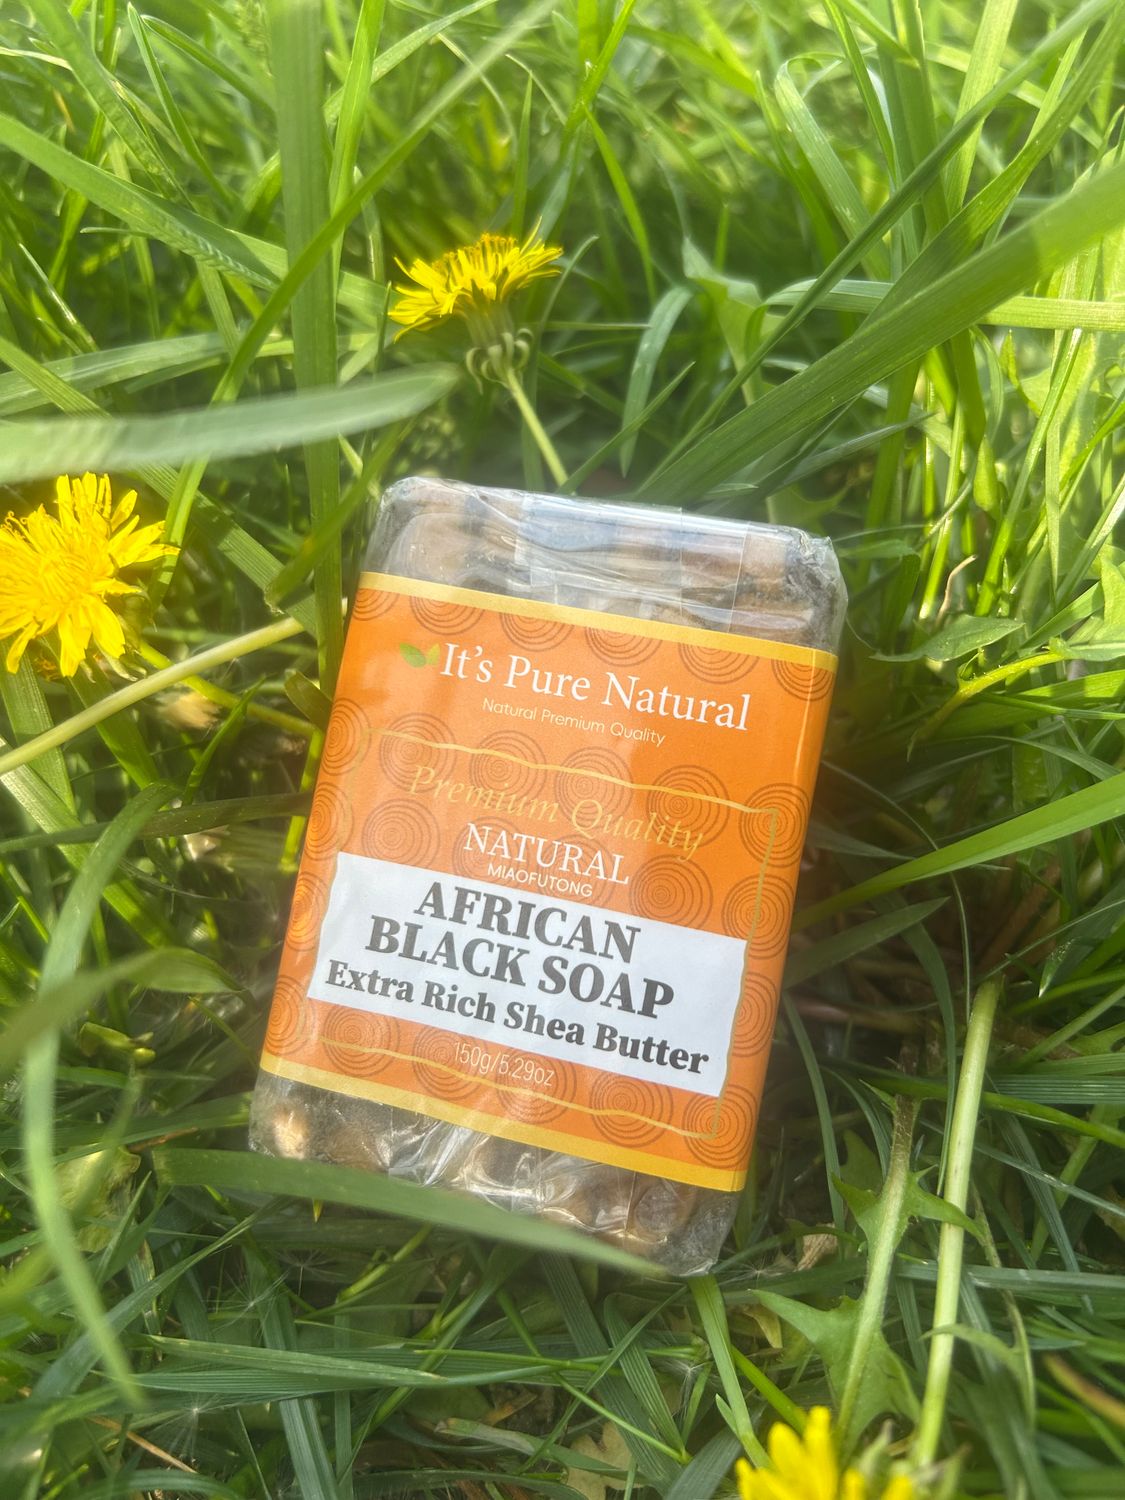 It's Pure Natural
Natural Premium Quality
Premium Quality
NATURAL
MIAOFUTONG
AFRICAN
BLACK SOAP
Extra Rich Shea Butter
150g/5.29oz